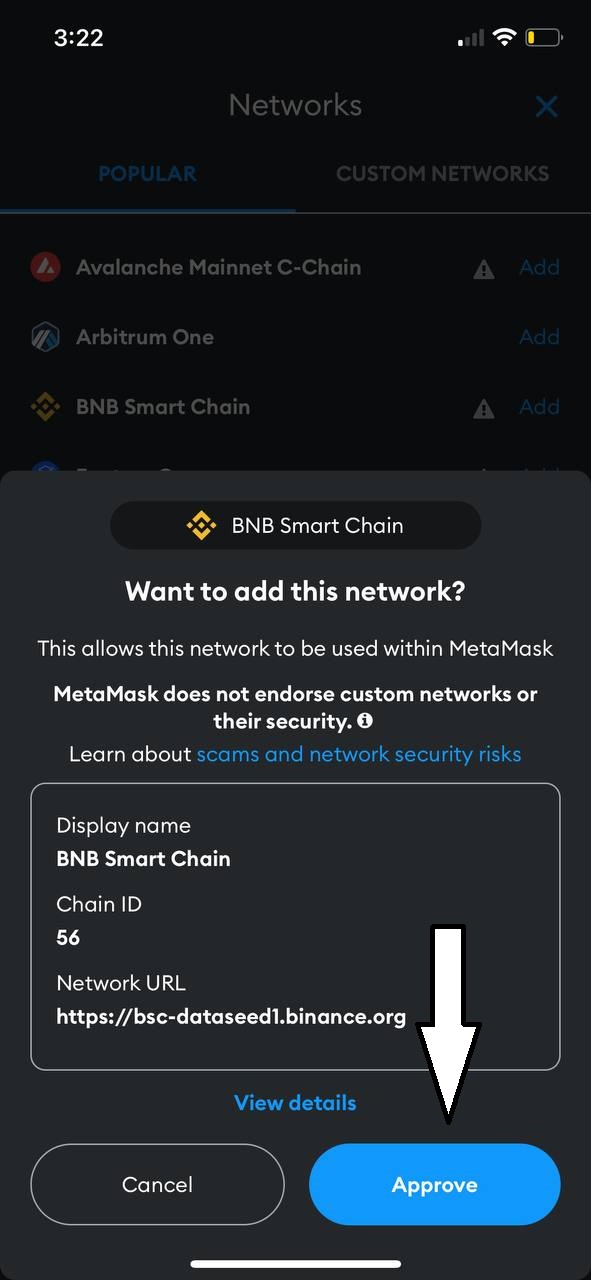 3:22
Networks
POPULAR
CUSTOM NETWORKS
Avalanche Mainnet C-Chain
Add
Arbitrum One
Add
BNB Smart Chain
Add
BNB Smart Chain
Want to add this network?
This allows this network to be used within MetaMask
MetaMask does not endorse custom networks or
their security.
Learn about scams and network security risks
Display name
BNB Smart Chain
Chain ID
56
Network URL
https://bsc-dataseed1.binance.org
View details
Cancel
Approve